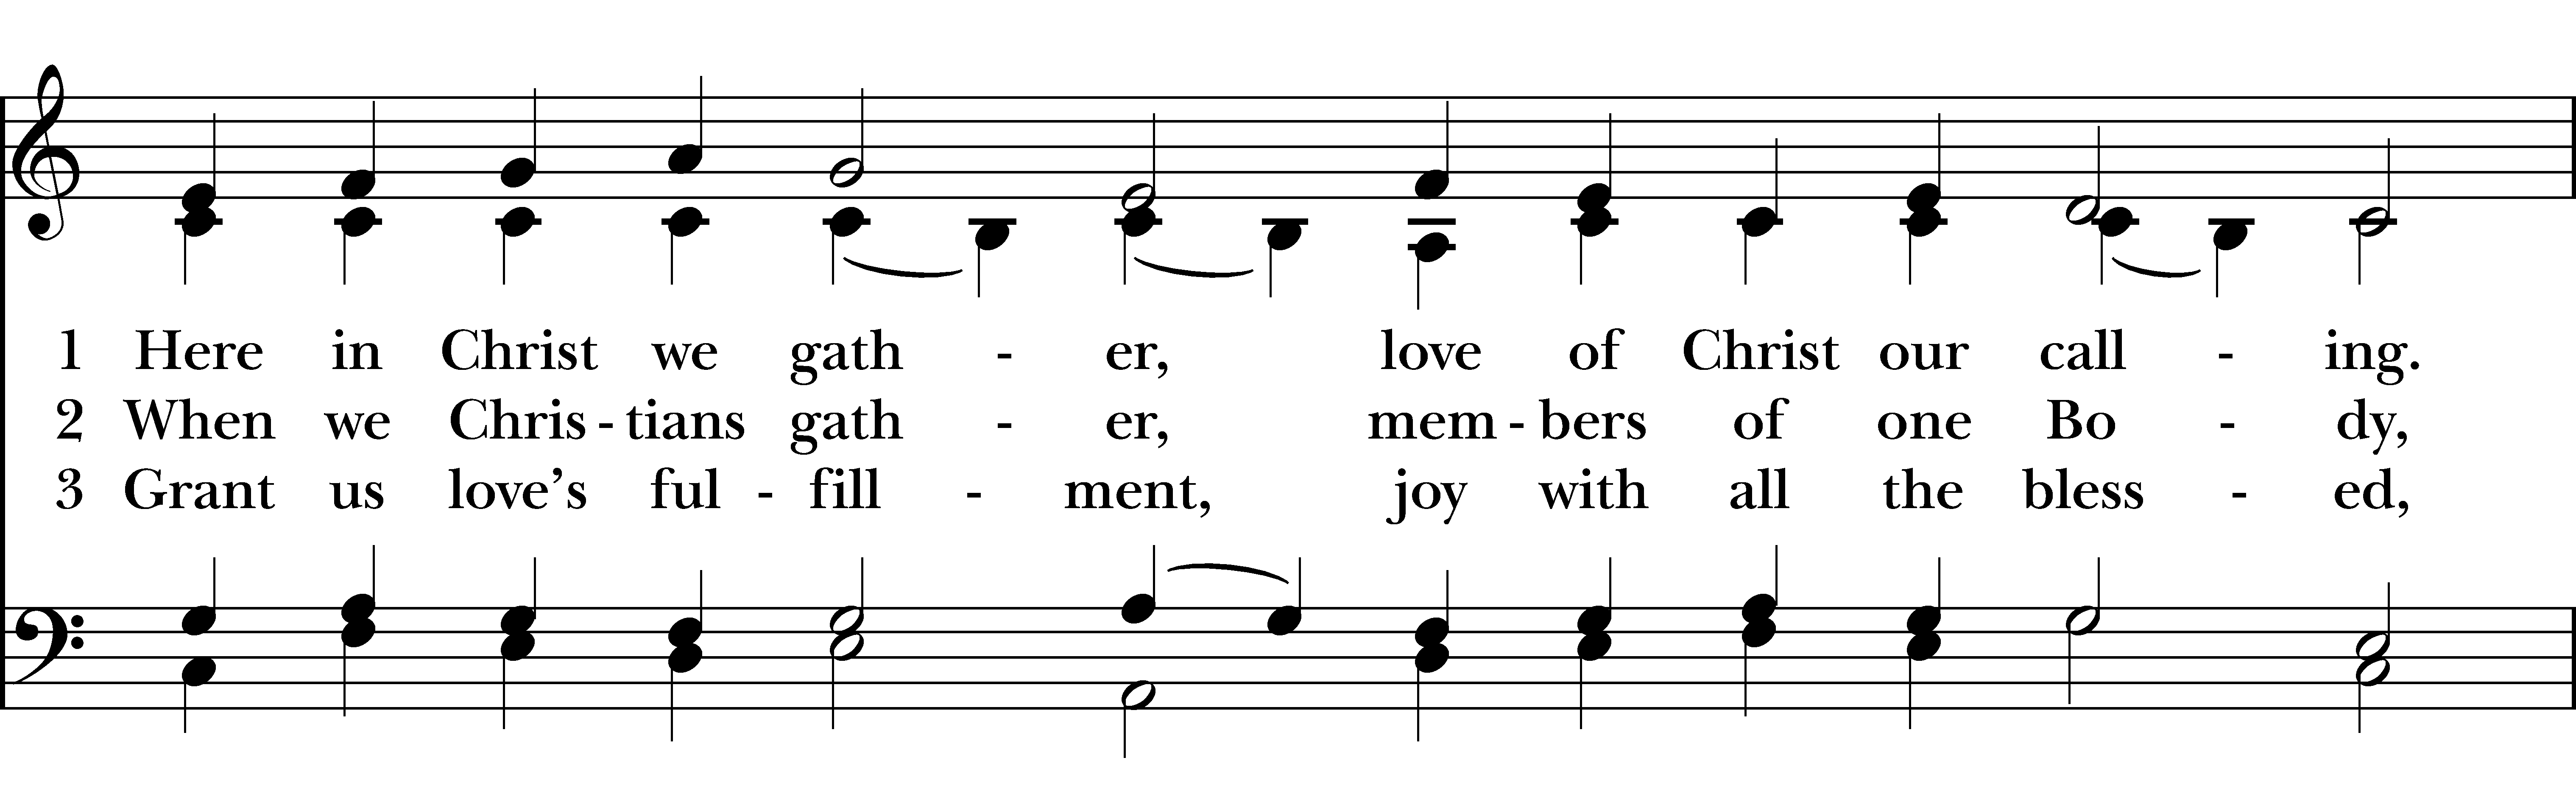 1 Here in Christ we gath - er, love of Christ our call - ing.
2 When we Chris - tians gath - er, mem - bers of one Bo - dy,
3 Grant us love’s ful - fill - ment, joy with all the bless - ed,